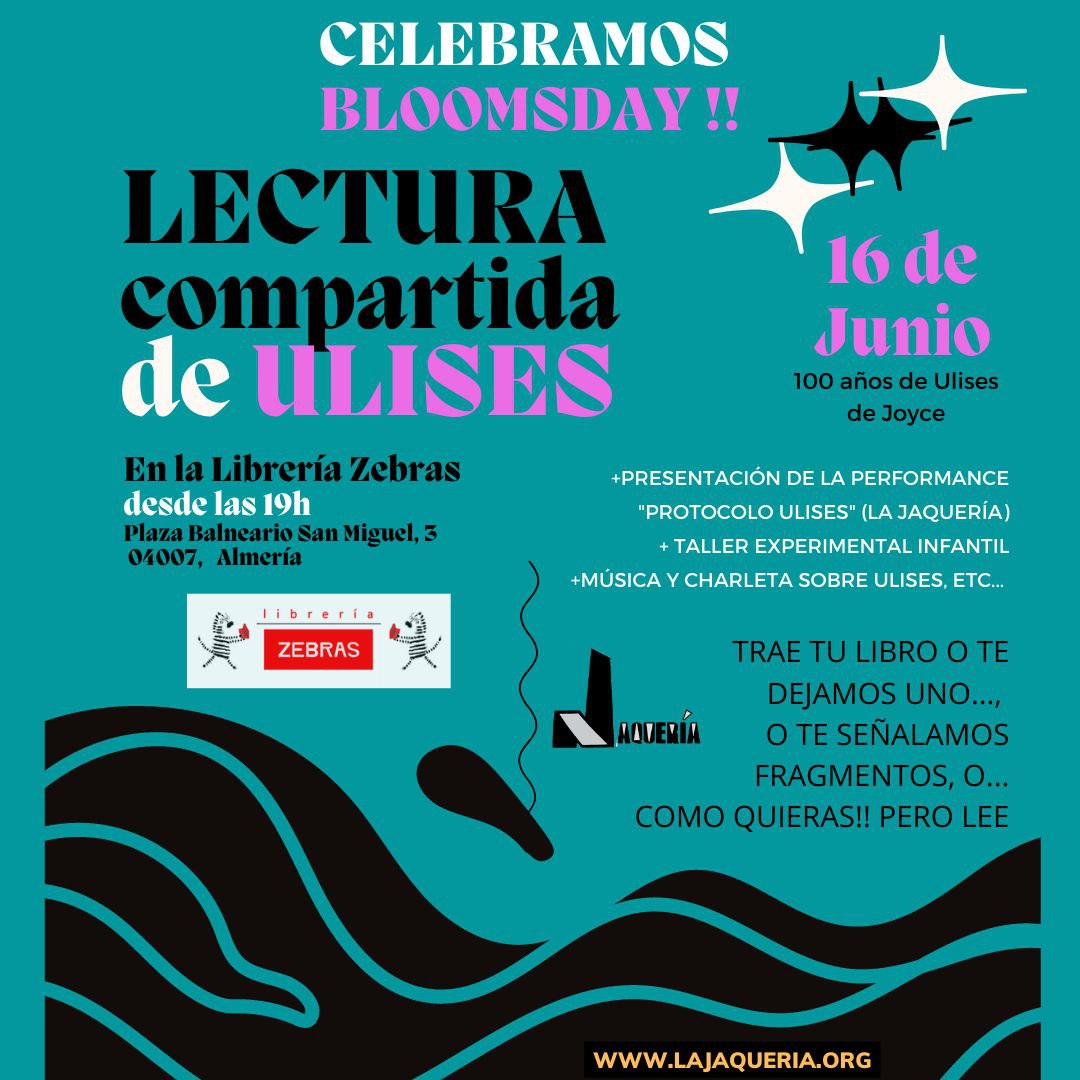 CELEBRAMOS
BLOOMSDAY !!
LECTURA
compartida
de ULISES
16 de
Junio
100 años de Ulises
de Joyce
En la Librería Zebras
desde las 19h
Plaza Balneario San Miguel, 3
04007, Almería
librería
ZEBRAS
+PRESENTACIÓN DE LA PERFORMANCE
"PROTOCOLO ULISES" (LA JAQUERÍA)
+ TALLER EXPERIMENTAL INFANTIL
+MÚSICA Y CHARLETA SOBRE ULISES, ETC...
JAQUERÍA
TRAE TU LIBRO O TE
DEJAMOS UNO...,
O TE SEÑALAMOS
FRAGMENTOS, O...
COMO QUIERAS!! PERO LEE
WWW.LAJAQUERIA.ORG